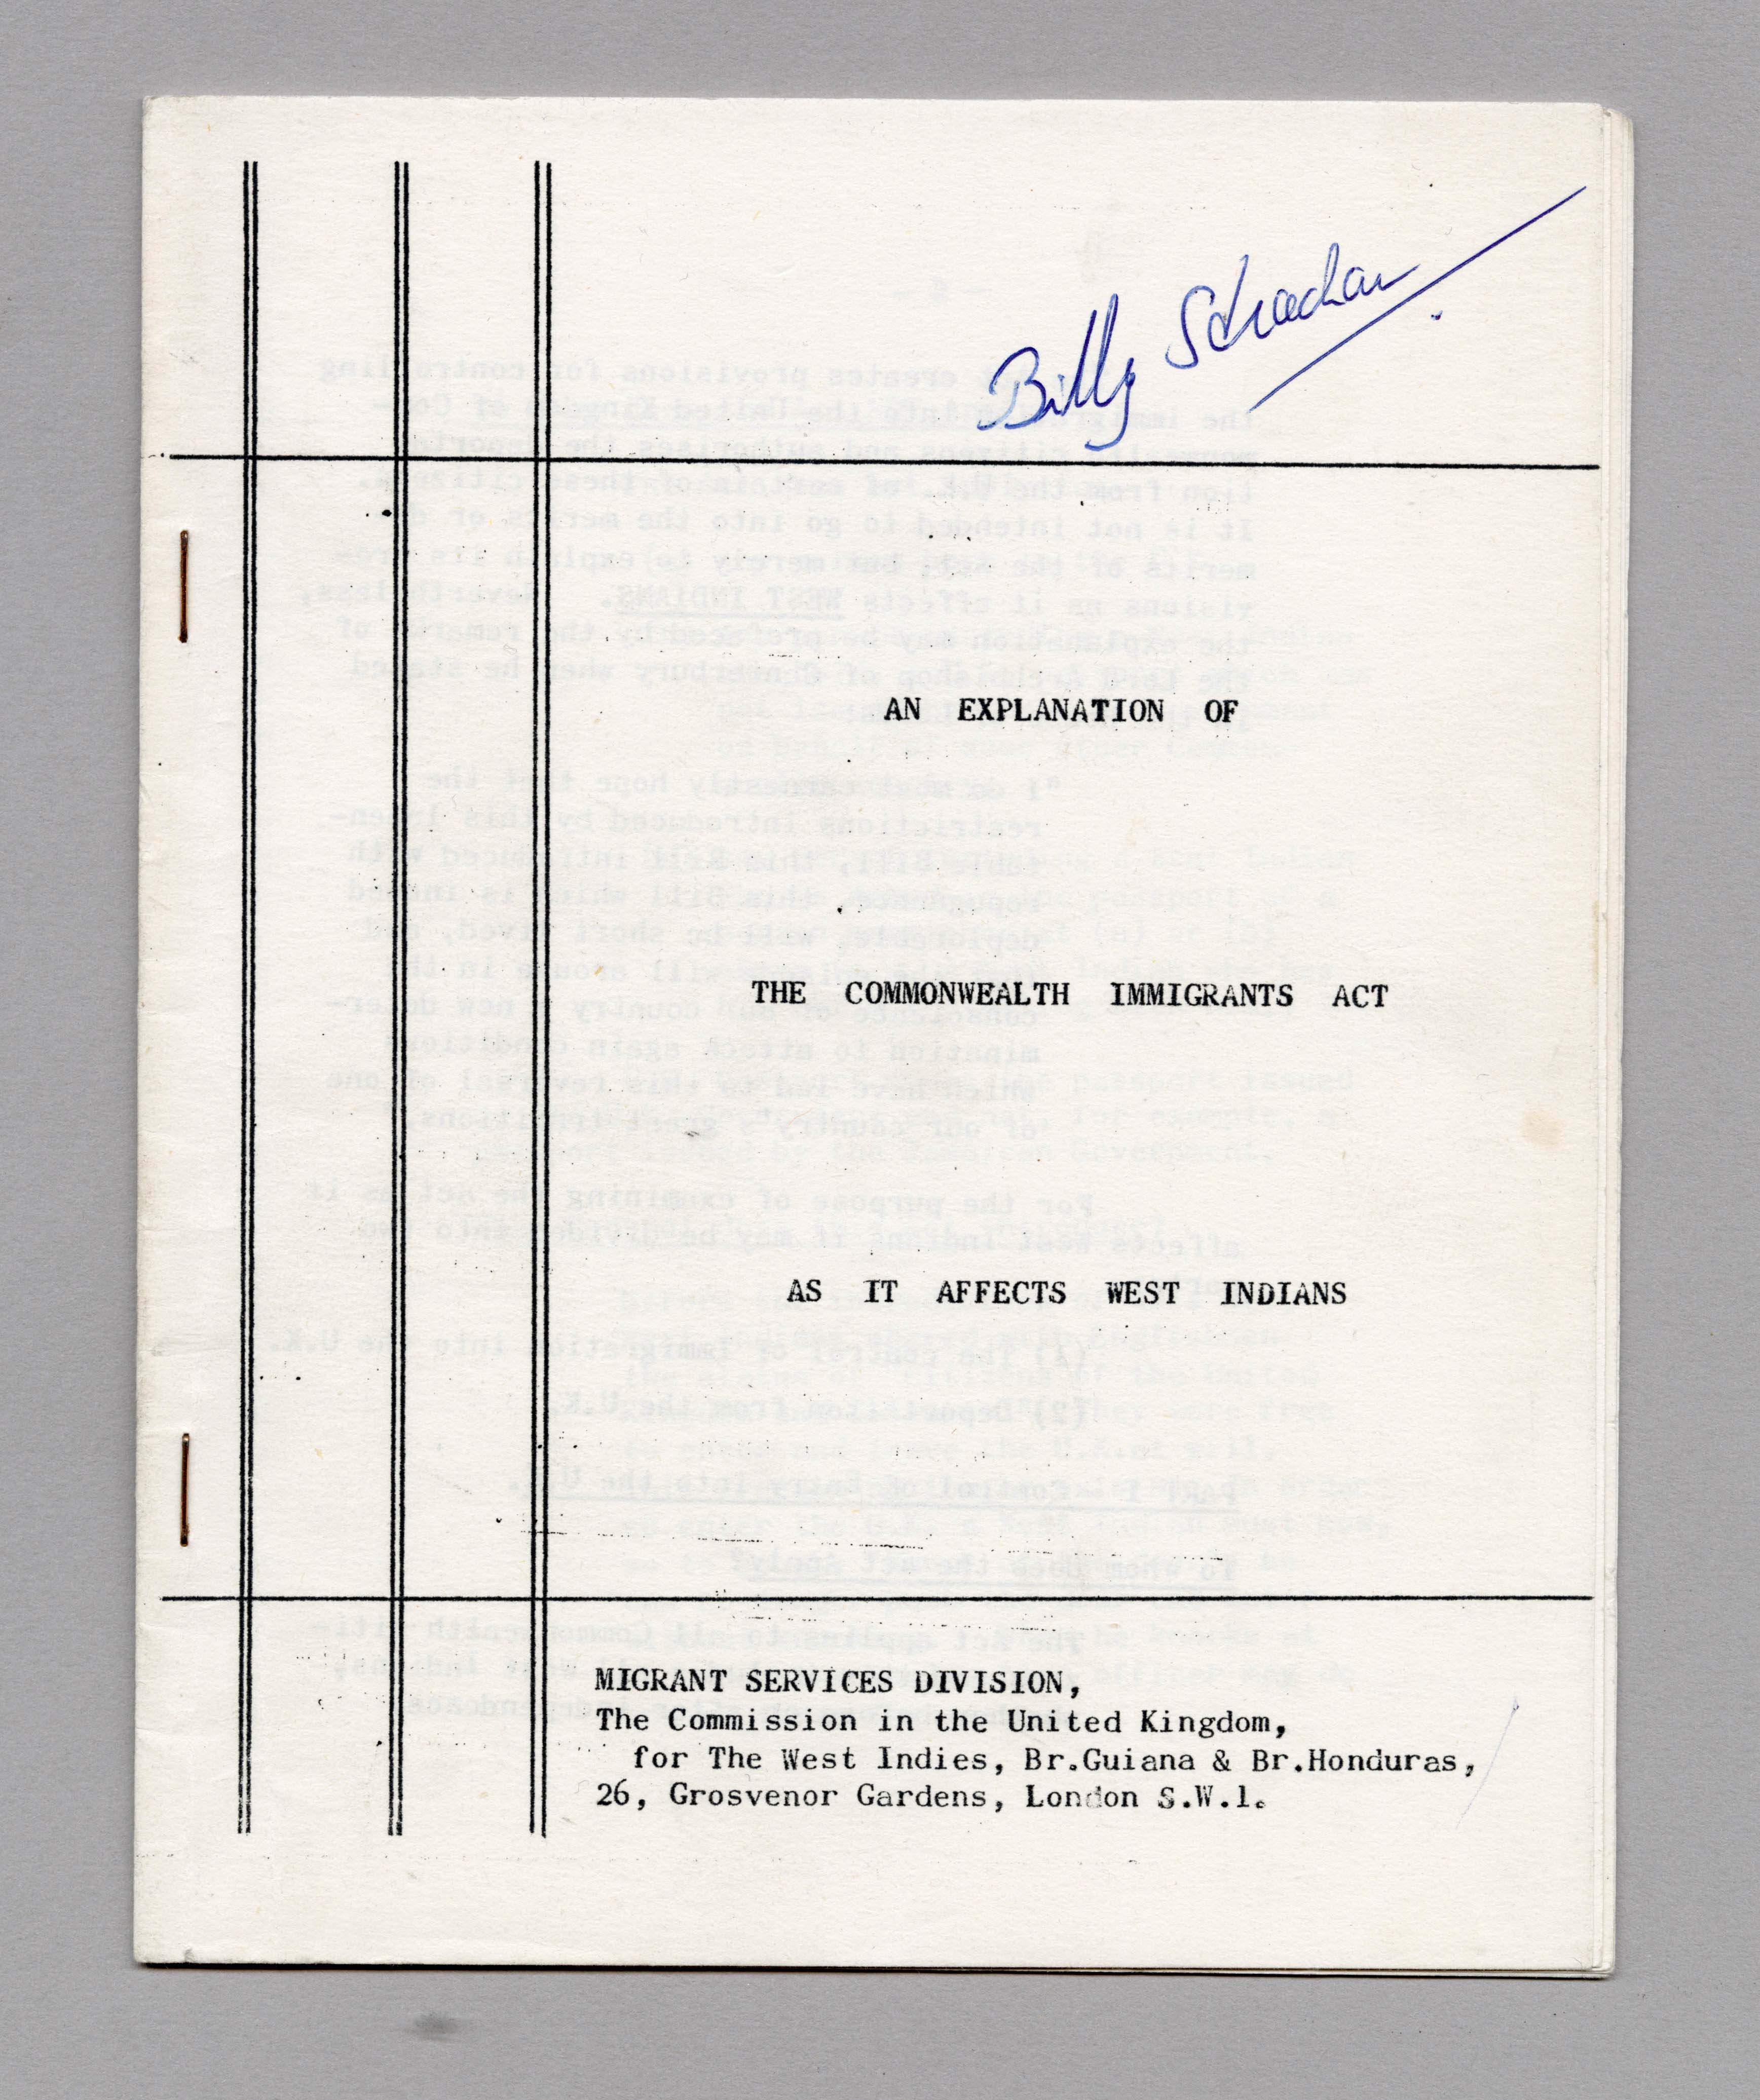 Billy Strachan
AN EXPLANATION OF
THE COMMONWEALTH IMMIGRANTS ACT
AS IT AFFECTS WEST INDIANS
MIGRANT SERVICES DIVISION,
The Commission in the United Kingdom,
for The West Indies, Br.Guiana & Br.Honduras,
26, Grosvenor Gardens, London S.W.1.